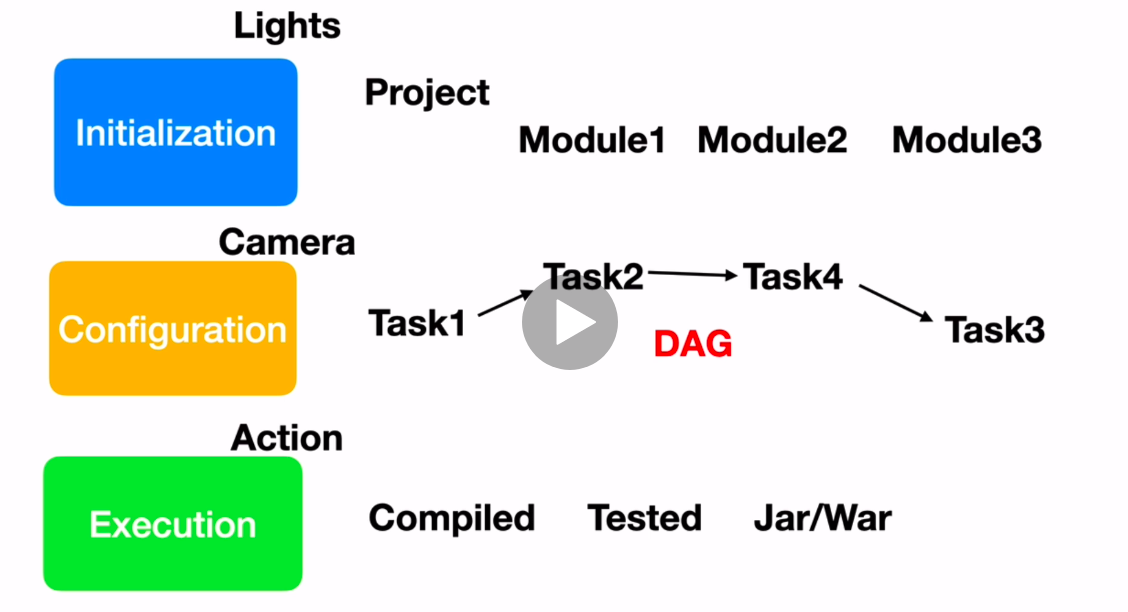 Lights
Initialization
Project
Module1 Module2 Module3
Camera
Configuration
Task1
Task2
Task4
Task3
DAG
Action
Execution
Compiled Tested Jar/War